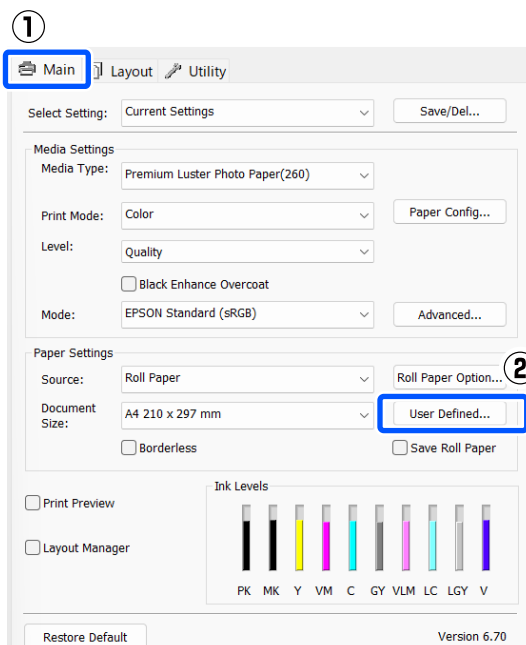 ①
Main Layout Utility
Select Setting: Current Settings Save/Del...
Media Settings
Media Type: Premium Luster Photo Paper(260)
Print Mode: Color Paper Config...
Level: Quality
Black Enhance Overcoat
Mode: EPSON Standard (sRGB) Advanced...
Paper Settings
Source: Roll Paper Roll Paper Option... ②
Document Size: A4 210 x 297 mm User Defined...
Borderless Save Roll Paper
Ink Levels
Print Preview
Layout Manager
PK MK Y VM C GY VLM LC LGY V
Restore Default Version 6.70